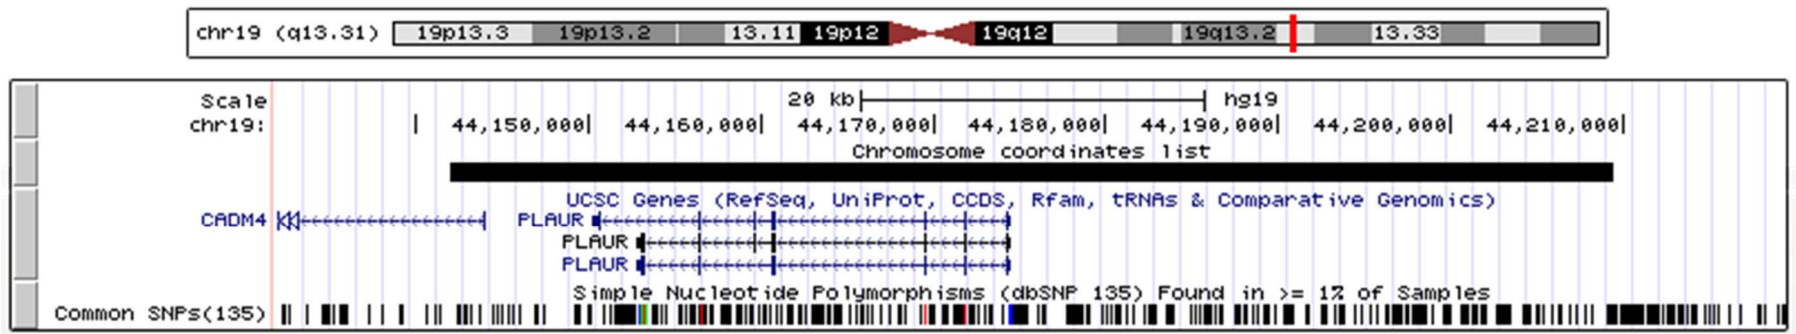 chr19 (q13.31) 19p13.3 19p13.2 13.11 19p12 19q12 19q13.2 13.33
Scale 20 kb hg19
chr19: 44,150,000 44,160,000 44,170,000 44,180,000 44,190,000 44,200,000 44,210,000
Chromosome coordinates list
UCSC Genes (RefSeq, UniProt, CCDS, Rfam, tRNAs & Comparative Genomics)
CADM4 PLAUR
PLAUR
PLAUR
Simple Nucleotide Polymorphisms (dbSNP 135) Found in >= 1% of Samples
Common SNPs(135)